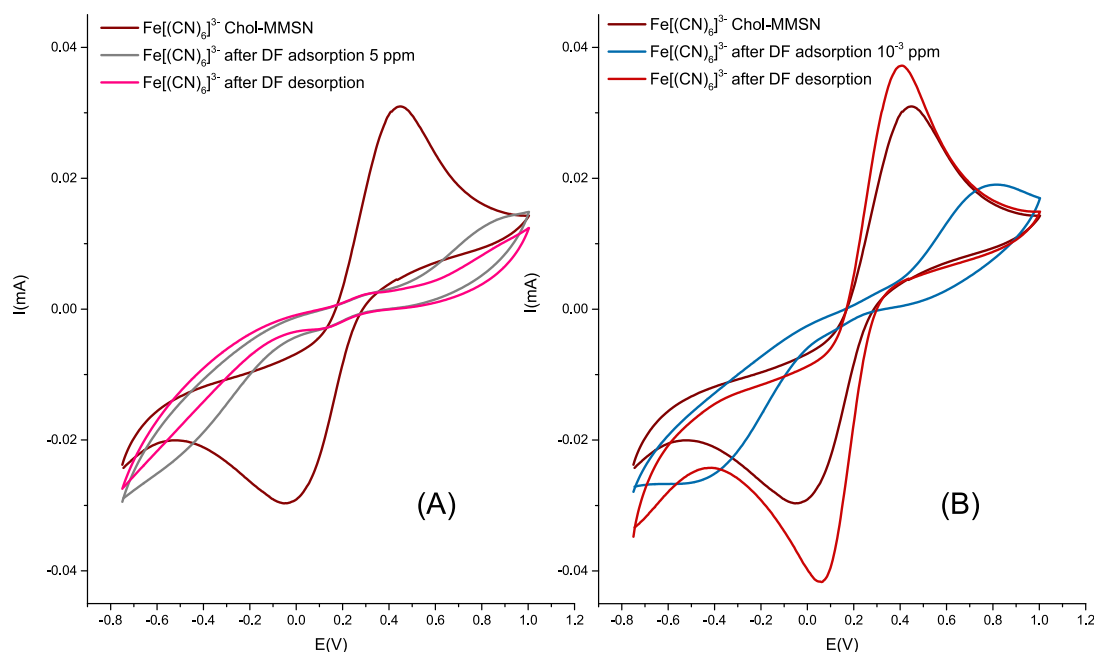 Fe[(CN)₆]³⁻ Chol-MMSN
Fe[(CN)₆]³⁻ after DF adsorption 5 ppm
Fe[(CN)₆]³⁻ after DF desorption
0.04
0.02
0.00
-0.02
-0.04
I(mA)
(A)
-0.8 -0.6 -0.4 -0.2 0.0 0.2 0.4 0.6 0.8 1.0 1.2
E(V)
Fe[(CN)₆]³⁻ Chol-MMSN
Fe[(CN)₆]³⁻ after DF adsorption 10⁻³ ppm
Fe[(CN)₆]³⁻ after DF desorption
0.04
0.02
0.00
-0.02
-0.04
I(mA)
(B)
-0.8 -0.6 -0.4 -0.2 0.0 0.2 0.4 0.6 0.8 1.0 1.2
E(V)